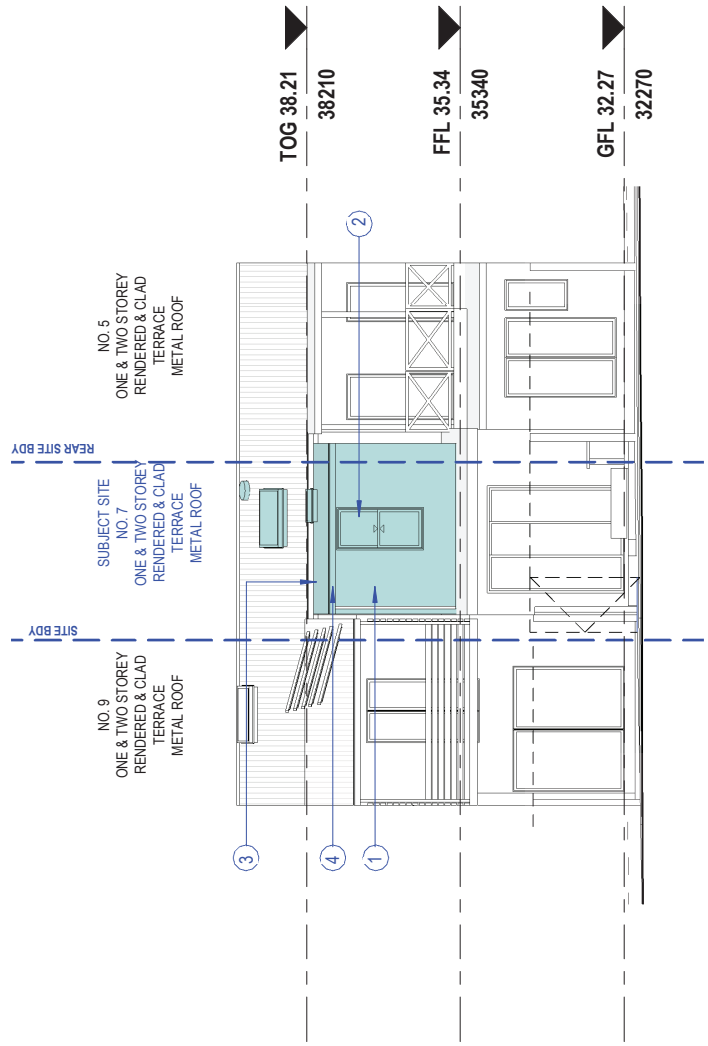 NO. 9
ONE & TWO STOREY
RENDERED & CLAD
TERRACE
METAL ROOF
SITE BDY
SUBJECT SITE
NO. 7
ONE & TWO STOREY
RENDERED & CLAD
TERRACE
METAL ROOF
REAR SITE BDY
NO. 5
ONE & TWO STOREY
RENDERED & CLAD
TERRACE
METAL ROOF
TOG 38.21
38210
FFL 35.34
35340
GFL 32.27
32270
3
4
1
2